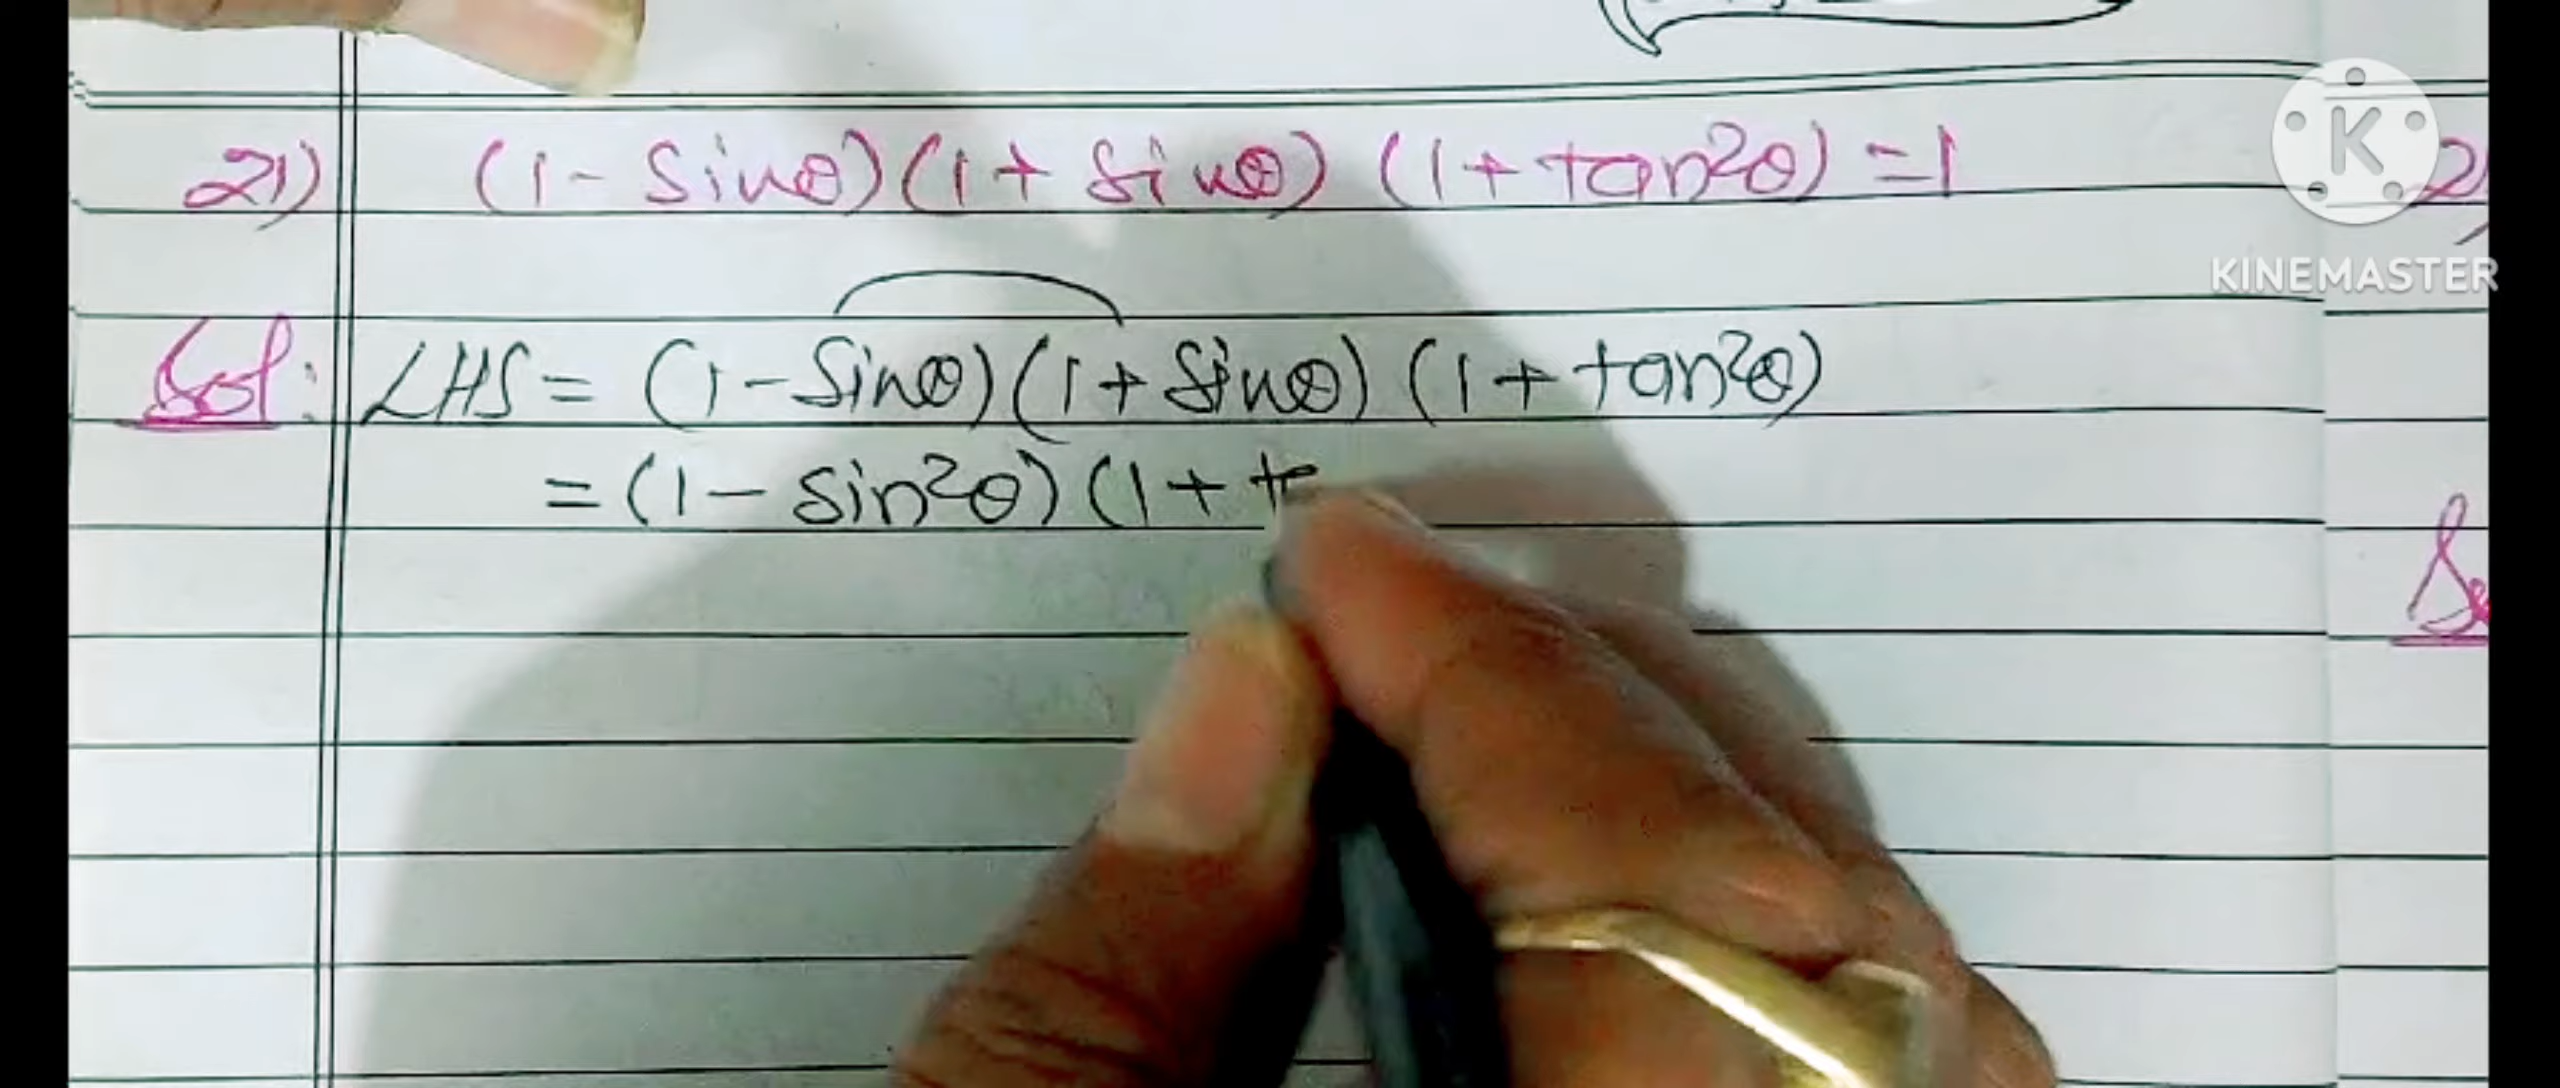 21) (1 - sinθ) (1 + sinθ) (1 + tan²θ) = 1
Sol: LHS = (1 - sinθ) (1 + sinθ) (1 + tan²θ)
= (1 - sin²θ) (1 + t
K
KINEMASTER